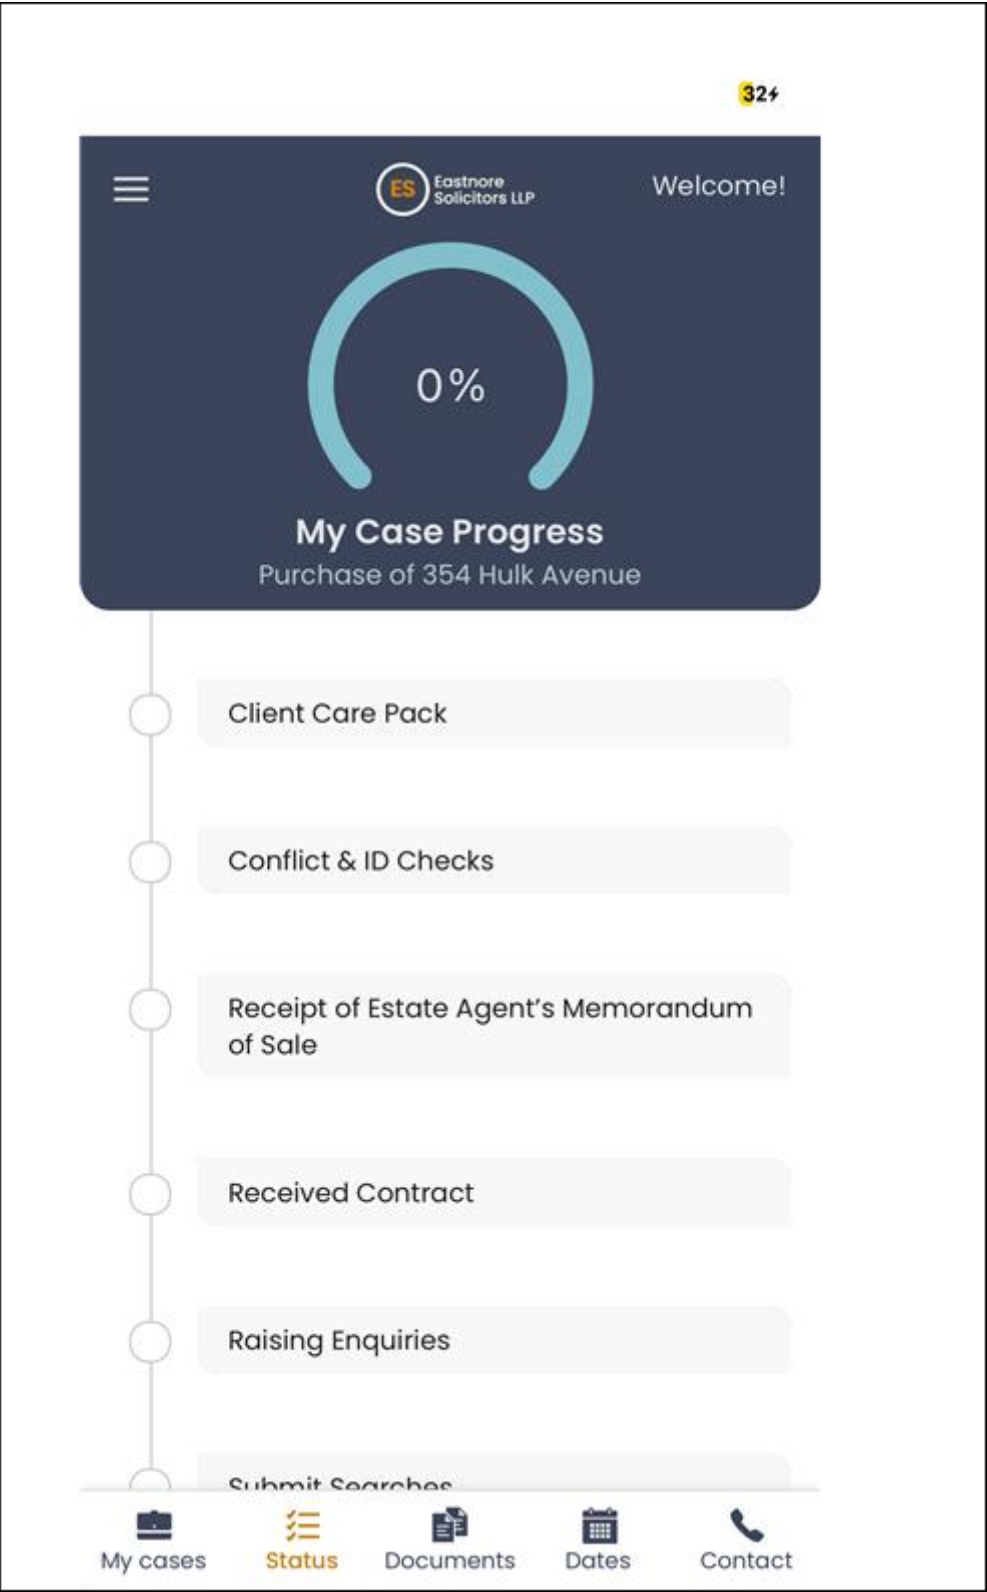 32
ES
Eastnore
Solicitors LLP
Welcome!
0%
My Case Progress
Purchase of 354 Hulk Avenue
Client Care Pack
Conflict & ID Checks
Receipt of Estate Agent’s Memorandum
of Sale
Received Contract
Raising Enquiries
Submit Searches
My cases
Status
Documents
Dates
Contact